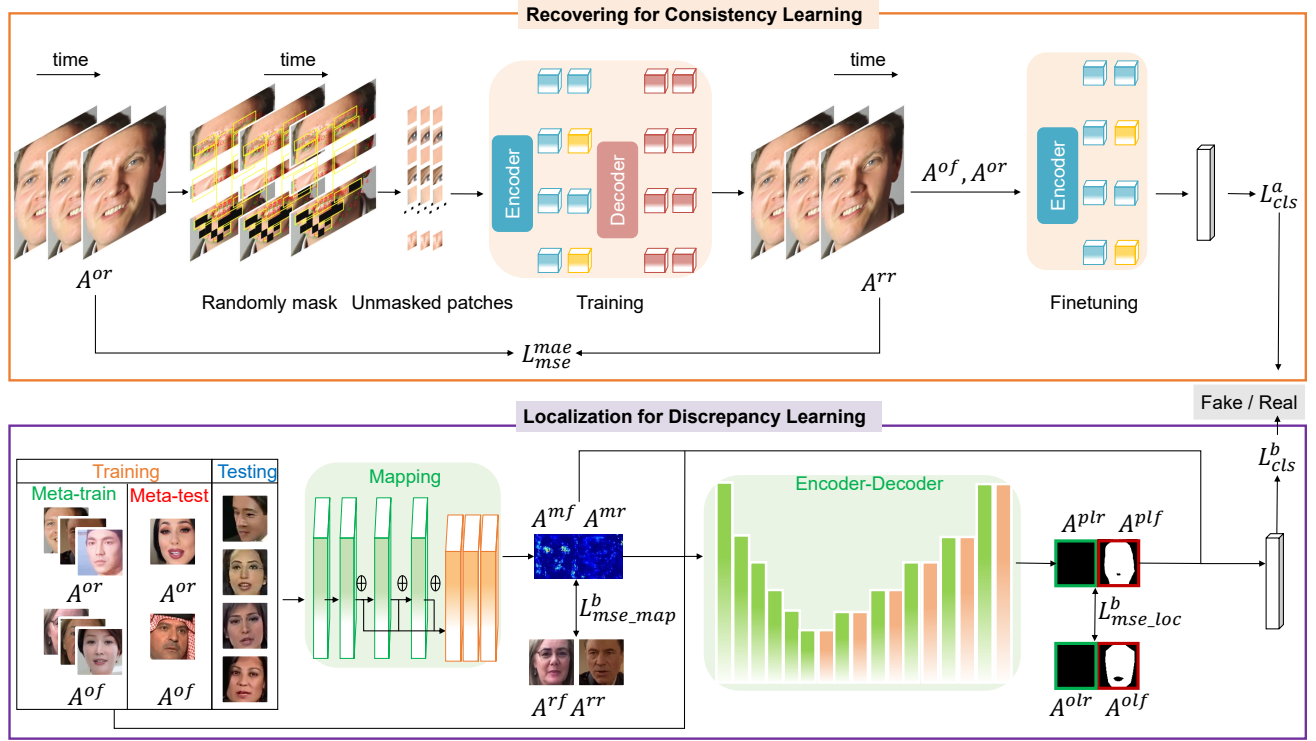 Recovering for Consistency Learning
time
time
time
Encoder
Decoder
A^{of}, A^{or}
Encoder
L^{a}_{cls}
A^{or}
A^{rr}
Randomly mask
Unmasked patches
Training
Finetuning
L^{mae}_{mse}
Fake / Real
Localization for Discrepancy Learning
Training
Testing
Meta-train
Meta-test
Mapping
Encoder-Decoder
L^{b}_{cls}
A^{mf} A^{mr}
A^{plr} A^{plf}
A^{or}
A^{or}
L^{b}_{mse_map}
L^{b}_{mse_loc}
A^{of}
A^{of}
A^{rf} A^{rr}
A^{olr} A^{olf}